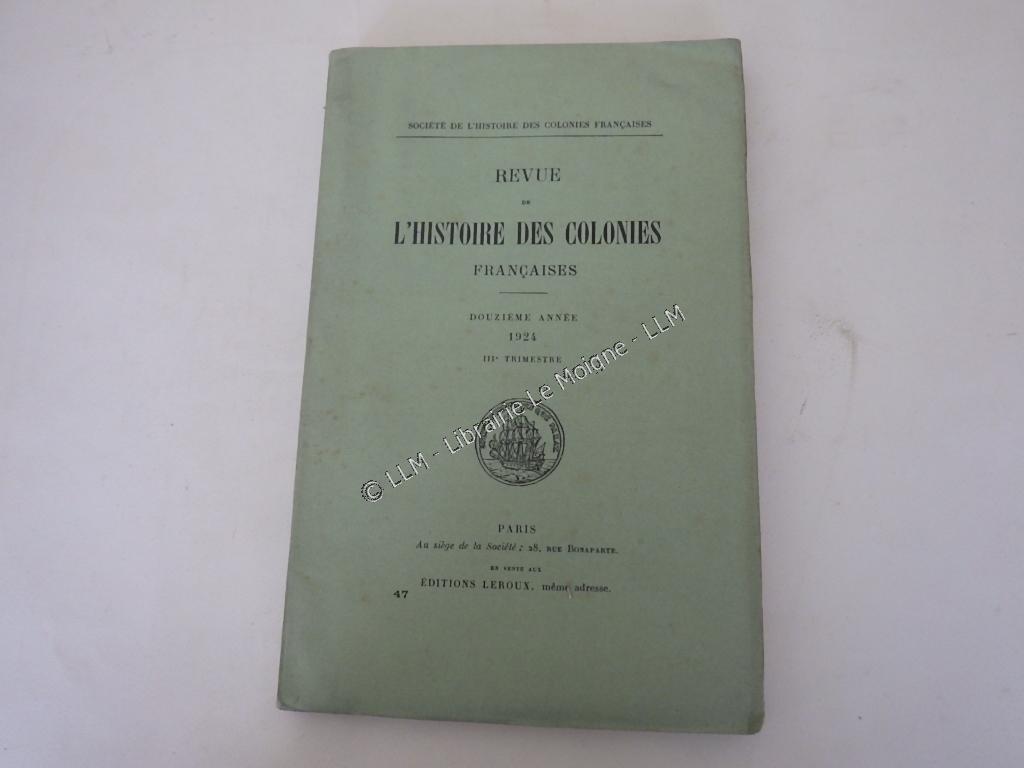 SOCIÉTÉ DE L'HISTOIRE DES COLONIES FRANÇAISES
REVUE
DE
L'HISTOIRE DES COLONIES
FRANÇAISES
DOUZIÈME ANNÉE
1924
IIIe TRIMESTRE
© LLM - Librairie Le Moigne - LLM
PARIS
Au siège de la Société : 28, RUE BONAPARTE.
EN VENTE AUX
ÉDITIONS LEROUX, même adresse.
47